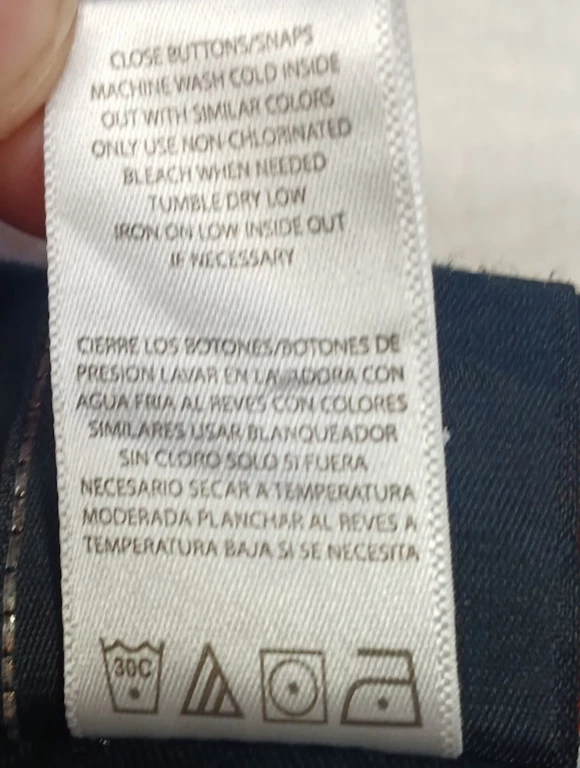 CLOSE BUTTONS/SNAPS
MACHINE WASH COLD INSIDE
OUT WITH SIMILAR COLORS
ONLY USE NON-CHLORINATED
BLEACH WHEN NEEDED
TUMBLE DRY LOW
IRON ON LOW INSIDE OUT
IF NECESSARY
CIERRE LOS BOTONES/BOTONES DE
PRESION LAVAR EN LAVADORA CON
AGUA FRIA AL REVES CON COLORES
SIMILARES USAR BLANQUEADOR
SIN CLORO SOLO SI FUERA
NECESARIO SECAR A TEMPERATURA
MODERADA PLANCHAR AL REVES A
TEMPERATURA BAJA SI SE NECESITA
30C